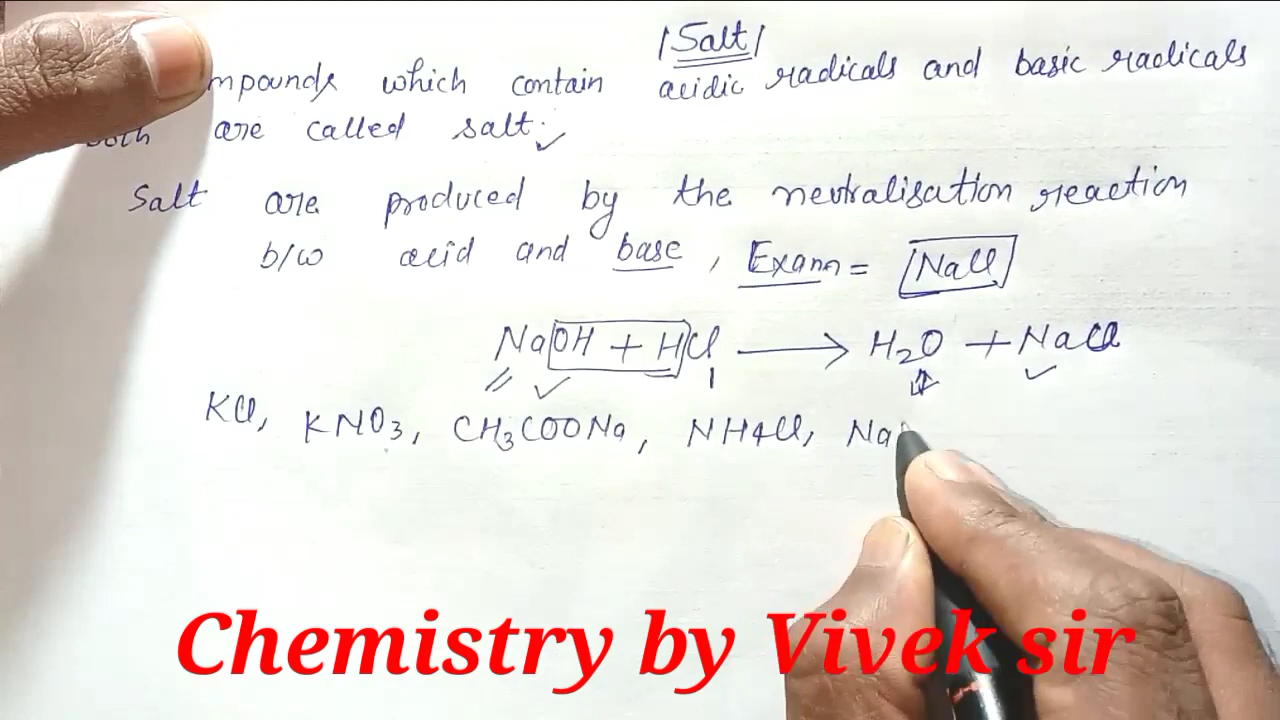 |Salt|
mpounds which contain acidic radicals and basic radicals
both are called salt.
Salt are produced by the neutralisation reaction
b/w acid and base, Exam = NaCl
NaOH + HCl ⟶ H2O + NaCl
KCl, KNO3, CH3COONa, NH4Cl, Na
Chemistry by Vivek sir